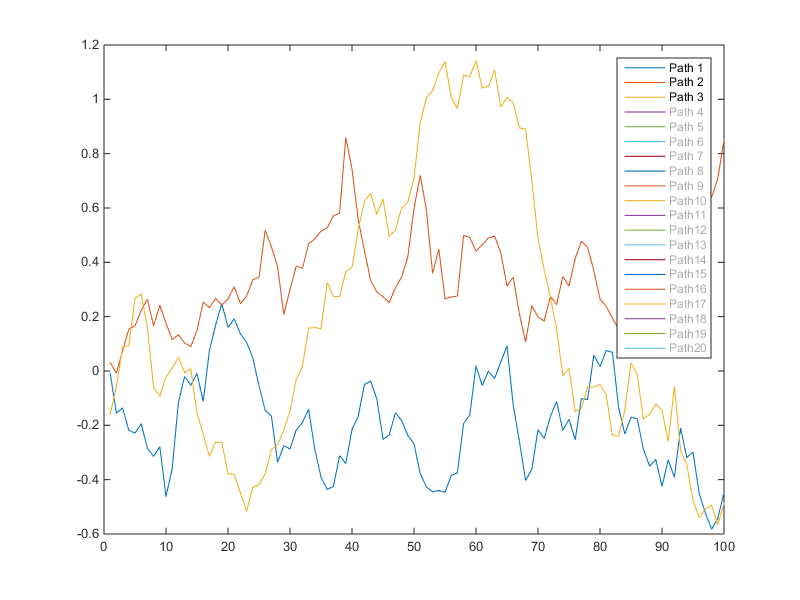 1.2
1
0.8
0.6
0.4
0.2
0
-0.2
-0.4
-0.6
0 10 20 30 40 50 60 70 80 90 100
Path 1
Path 2
Path 3
Path 4
Path 5
Path 6
Path 7
Path 8
Path 9
Path10
Path11
Path12
Path13
Path14
Path15
Path16
Path17
Path18
Path19
Path20